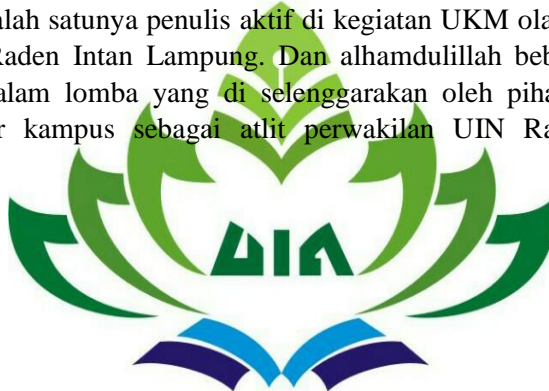 alah satunya penulis aktif di kegiatan UKM ola
Raden Intan Lampung. Dan alhamdulillah beb
alam lomba yang di selenggarakan oleh piha
r kampus sebagai atlit perwakilan UIN Ra
UIN